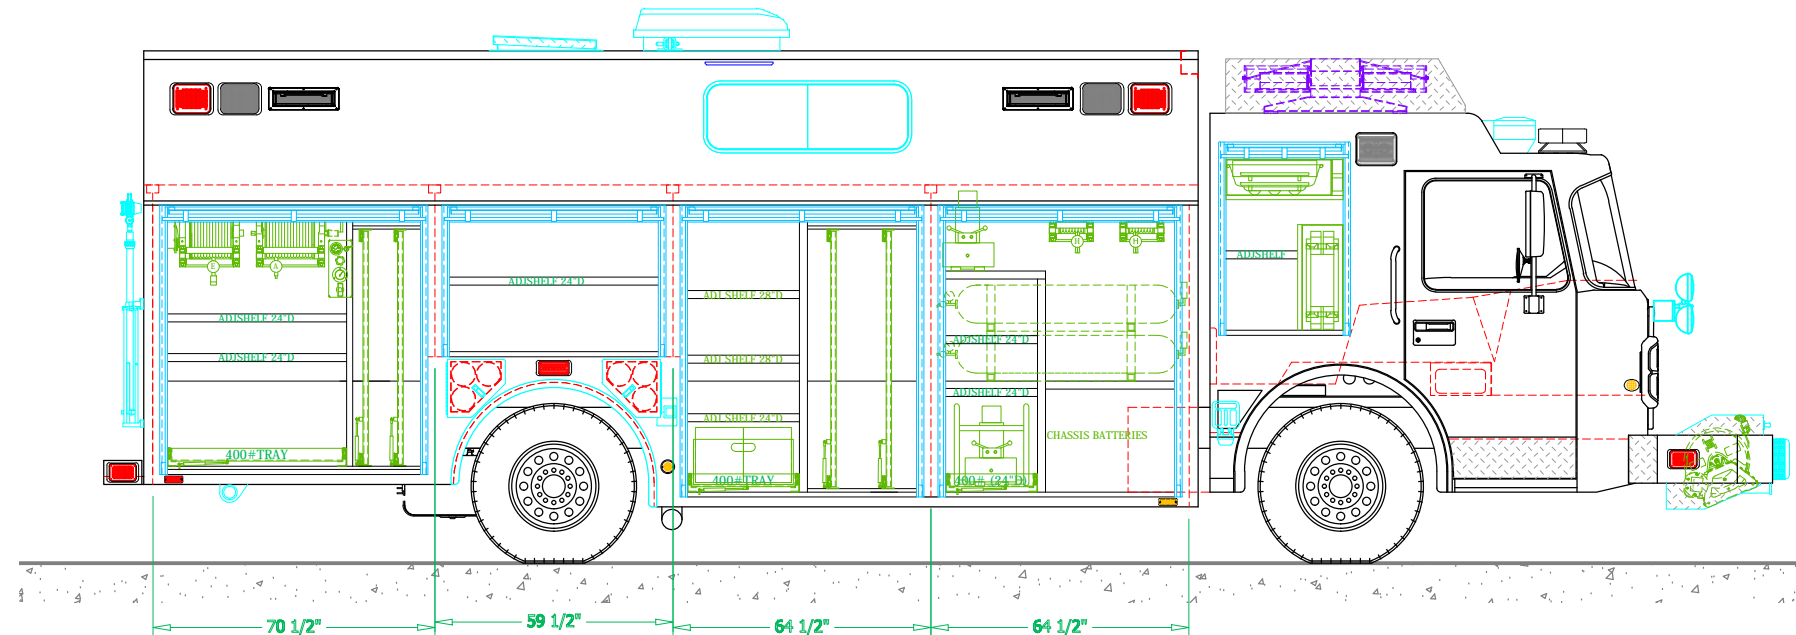 E
A
H
H
ADJSHELF
ADJSHELF 24"D
ADJ.SHELF 28"D
ADJSHELF 24"D
ADJSHELF 24"D
ADJSHELF 24"D
ADJ.SHELF 28"D
ADJSHELF 24"D
ADJ.SHELF 24"D
CHASSIS BATTERIES
400#TRAY
400#TRAY
400# (24"D)
70 1/2"
59 1/2"
64 1/2"
64 1/2"